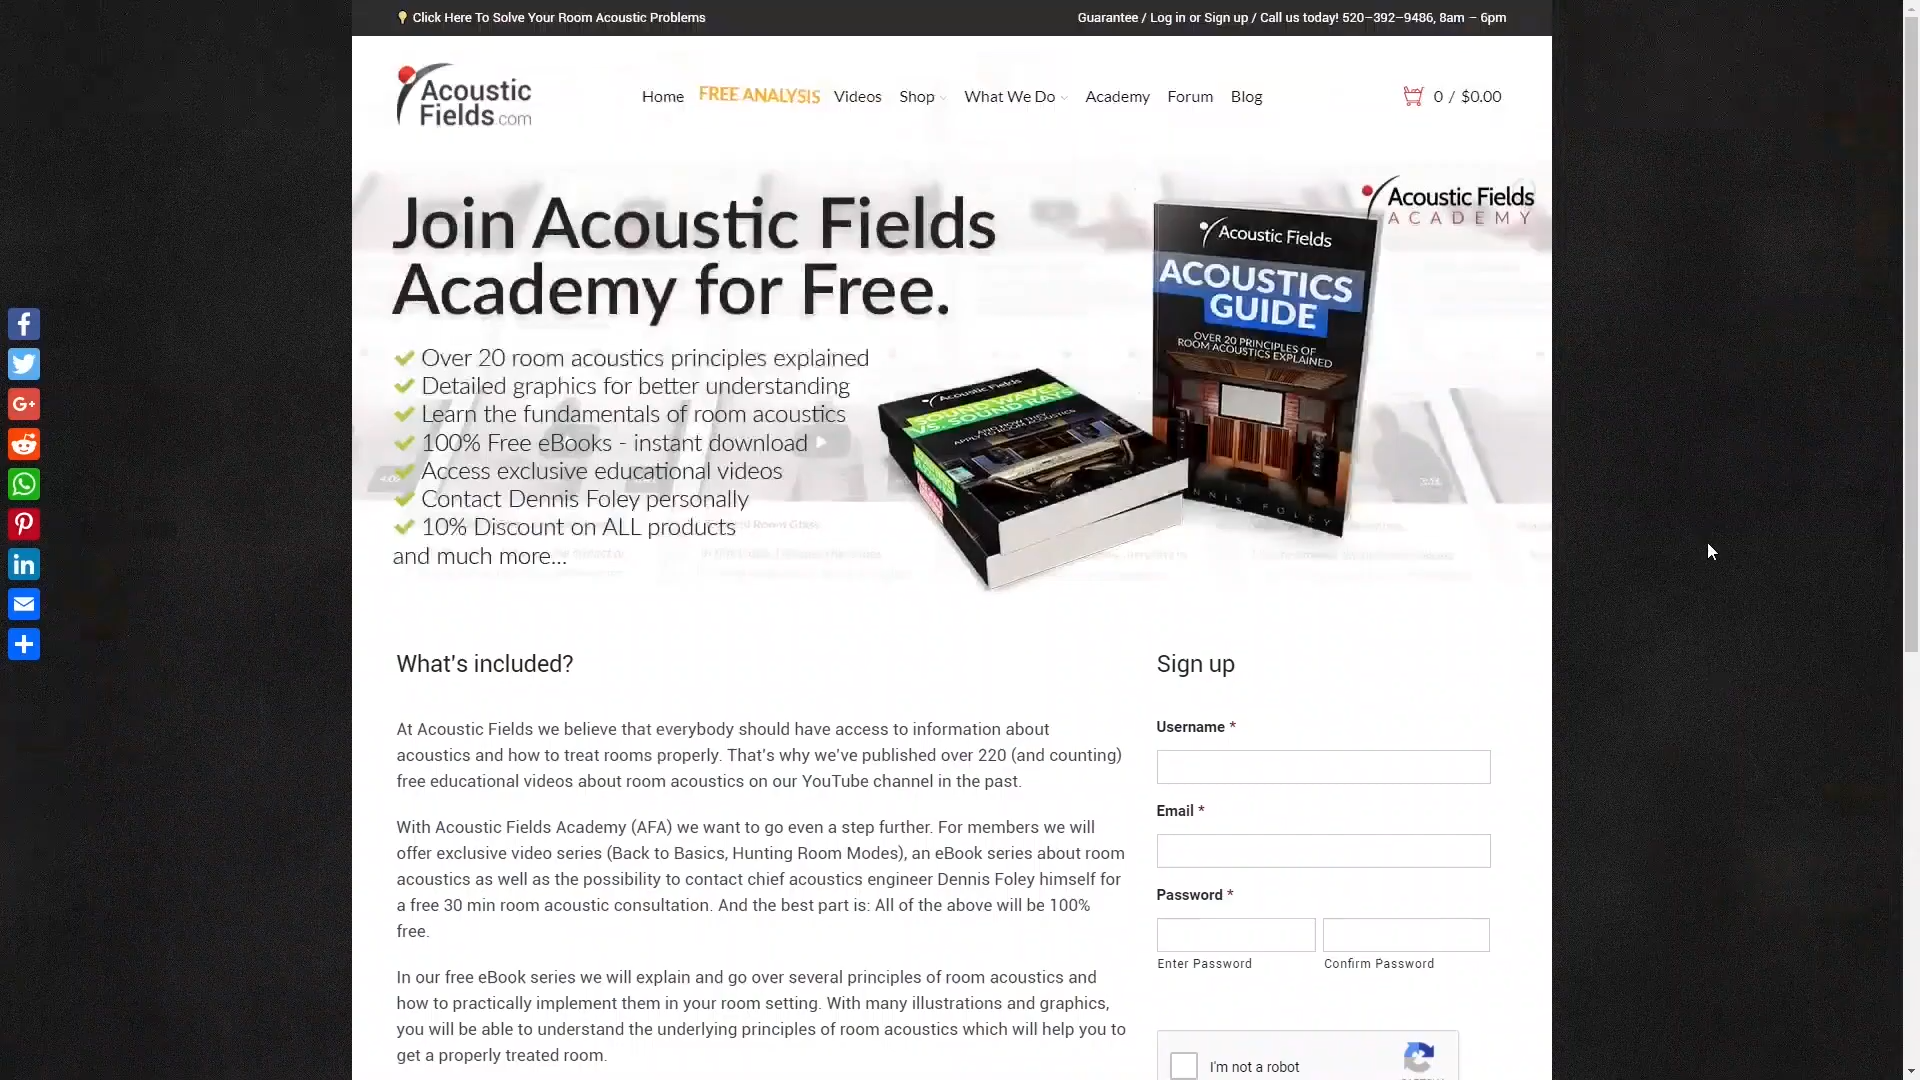 Click Here To Solve Your Room Acoustic Problems
Guarantee / Log in or Sign up / Call us today! 520–392–9486, 8am – 6pm
Acoustic
Fields.com
Home FREE ANALYSIS Videos Shop What We Do Academy Forum Blog
0 / $0.00
Join Acoustic Fields
Academy for Free.
Over 20 room acoustics principles explained
Detailed graphics for better understanding
Learn the fundamentals of room acoustics
100% Free eBooks - instant download
Access exclusive educational videos
Contact Dennis Foley personally
10% Discount on ALL products
and much more...
Acoustic Fields
ACADEMY
Acoustic Fields
ACOUSTICS
GUIDE
OVER 20 PRINCIPLES OF
ROOM ACOUSTICS EXPLAINED
Acoustic Fields
SOUND WAVES
VS. SOUND RAYS
AND HOW THEY
APPLY TO ROOM ACOUSTICS
What's included?
At Acoustic Fields we believe that everybody should have access to information about
acoustics and how to treat rooms properly. That's why we've published over 220 (and counting)
free educational videos about room acoustics on our YouTube channel in the past.
With Acoustic Fields Academy (AFA) we want to go even a step further. For members we will
offer exclusive video series (Back to Basics, Hunting Room Modes), an eBook series about room
acoustics as well as the possibility to contact chief acoustics engineer Dennis Foley himself for
a free 30 min room acoustic consultation. And the best part is: All of the above will be 100%
free.
In our free eBook series we will explain and go over several principles of room acoustics and
how to practically implement them in your room setting. With many illustrations and graphics,
you will be able to understand the underlying principles of room acoustics which will help you to
get a properly treated room.
Sign up
Username *
Email *
Password *
Enter Password
Confirm Password
I'm not a robot